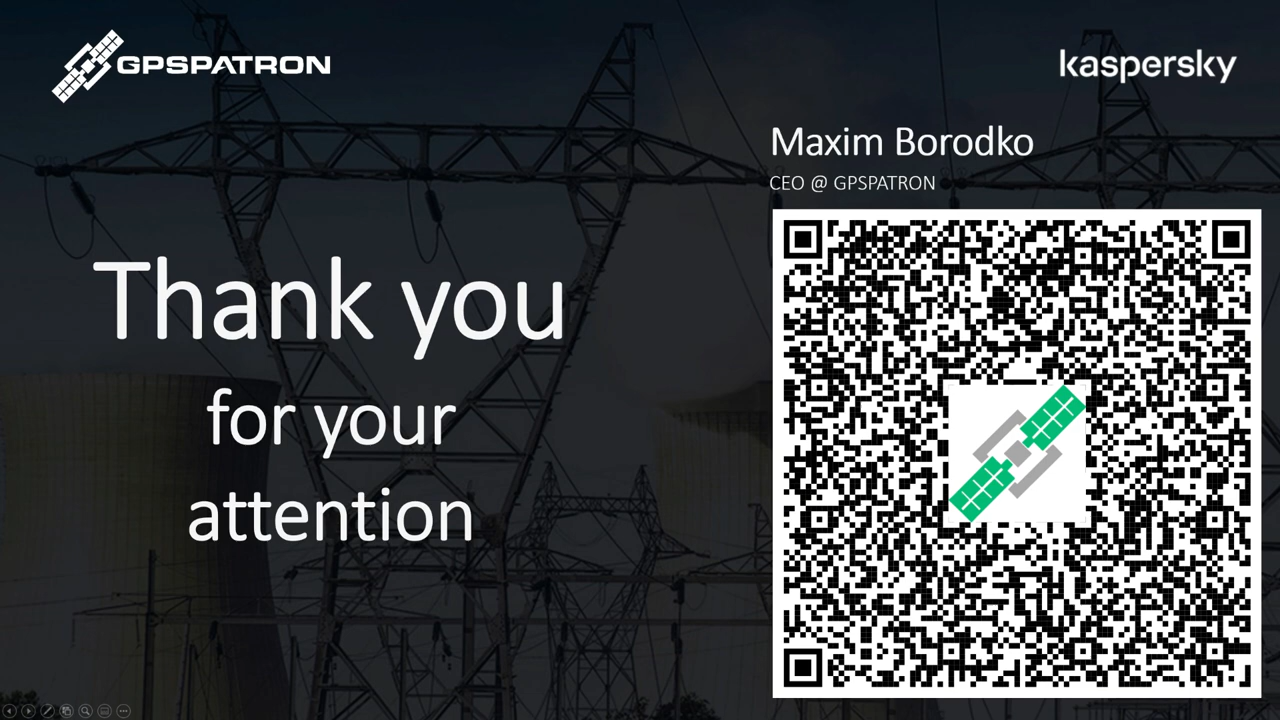 GPSPATRON
kaspersky
Maxim Borodko
CEO @ GPSPATRON
Thank you
for your
attention